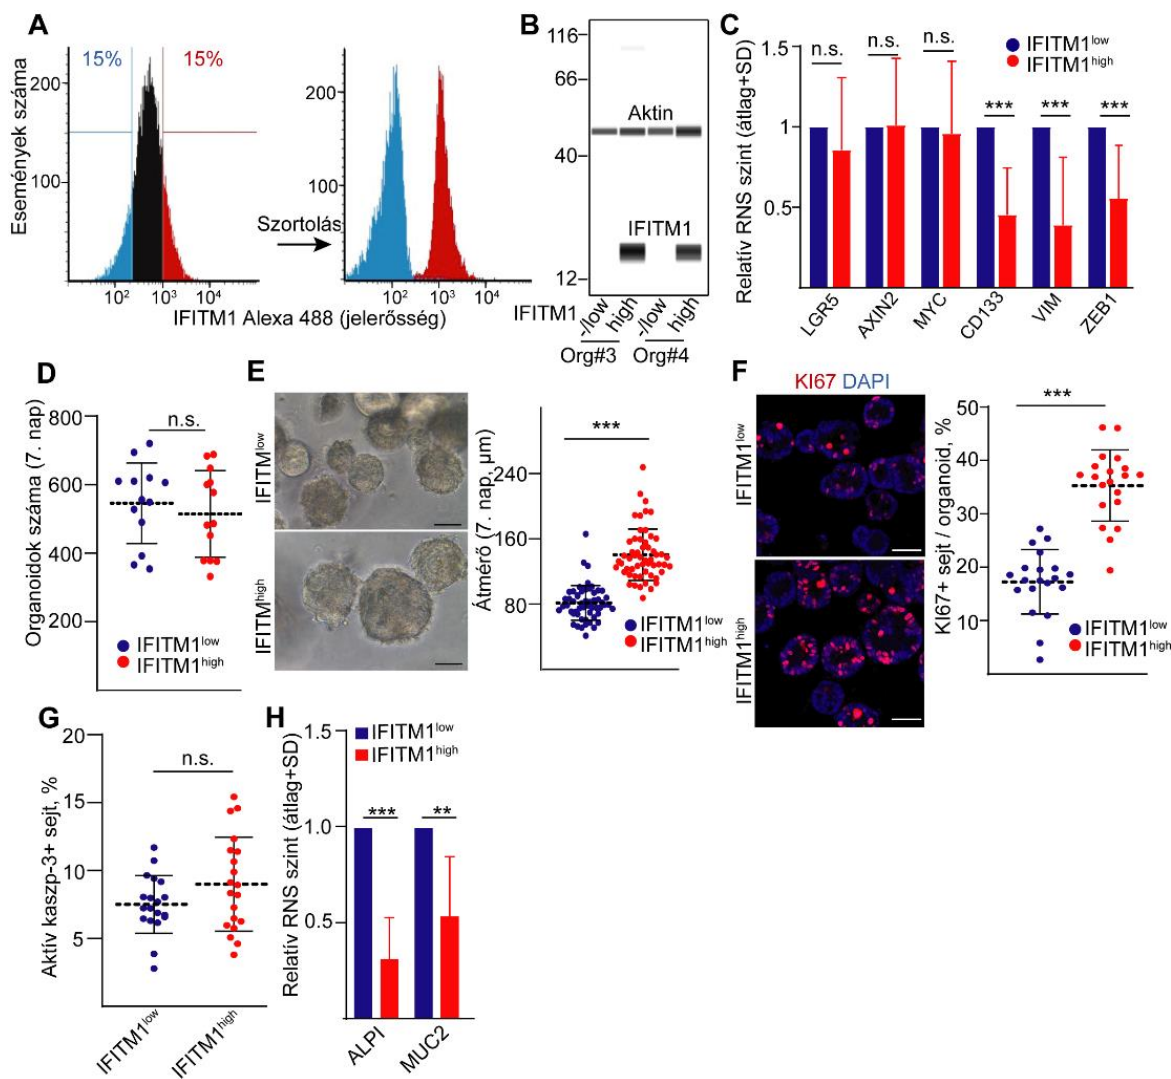 A
15%
15%
Események száma
200
100
10² 10³ 10⁴
Szortolás
200
100
10² 10³ 10⁴
IFITM1 Alexa 488 (jelerősség)
B
116
66
40
12
Aktin
IFITM1
IFITM1 -/low high -/low high
Org#3 Org#4
C
Relatív RNS szint (átlag+SD)
1.5
1
0.5
IFITM1low
IFITM1high
n.s. n.s. n.s. *** *** ***
LGR5 AXIN2 MYC CD133 VIM ZEB1
D
Organoidok száma (7. nap)
800
600
400
200
n.s.
IFITM1low
IFITM1high
E
IFITMlow
IFITMhigh
Átmérő (7. nap, µm)
240
160
80
***
IFITM1low
IFITM1high
F
KI67 DAPI
IFITM1low
IFITM1high
KI67+ sejt / organoid, %
50
40
30
20
10
***
IFITM1low
IFITM1high
G
Aktív kaszp-3+ sejt, %
20
15
10
5
n.s.
IFITM1low IFITM1high
H
Relatív RNS szint (átlag+SD)
1.5
1.0
0.5
IFITM1low
IFITM1high
*** **
ALPI MUC2